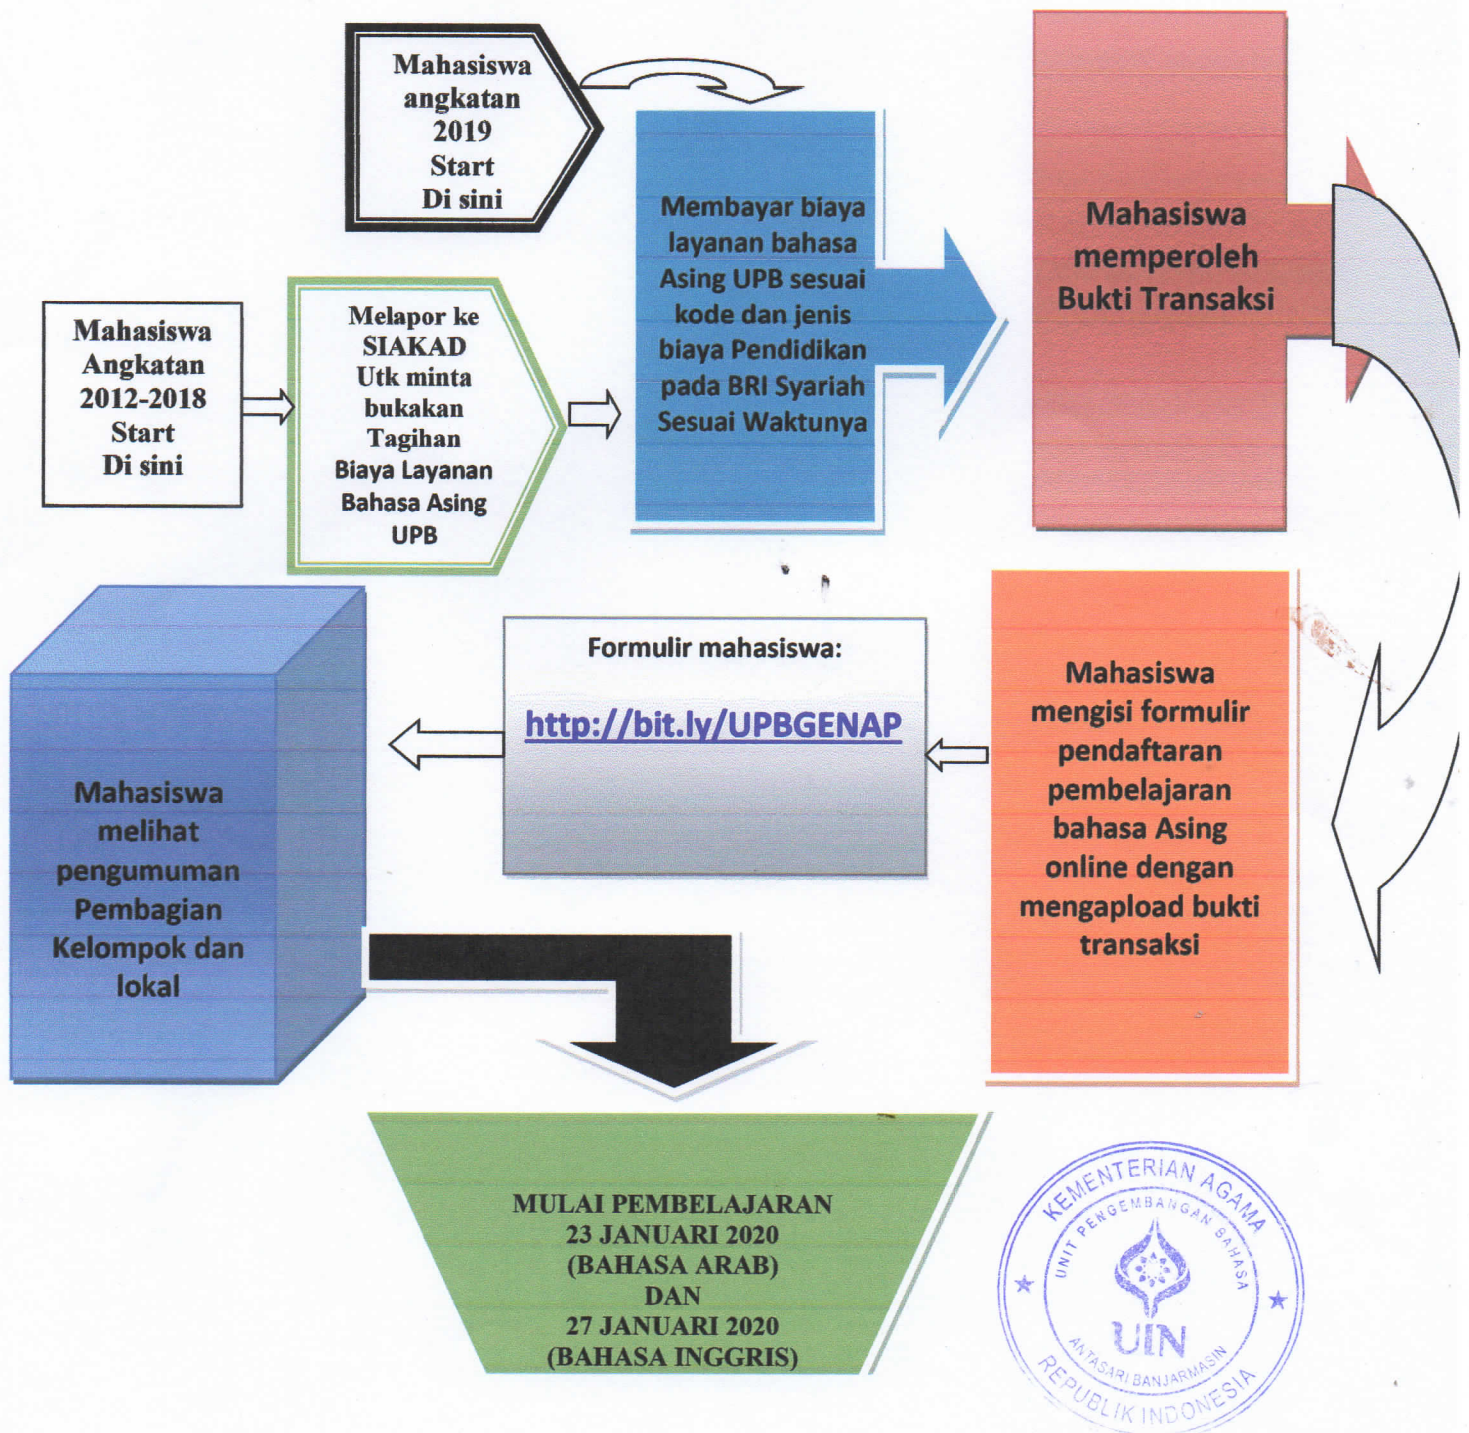 Mahasiswa
angkatan
2019
Start
Di sini
Mahasiswa
Angkatan
2012-2018
Start
Di sini
Melapor ke
SIAKAD
Utk minta
bukakan
Tagihan
Biaya Layanan
Bahasa Asing
UPB
Membayar biaya
layanan bahasa
Asing UPB sesuai
kode dan jenis
biaya Pendidikan
pada BRI Syariah
Sesuai Waktunya
Mahasiswa
memperoleh
Bukti Transaksi
Mahasiswa
mengisi formulir
pendaftaran
pembelajaran
bahasa Asing
online dengan
mengapload bukti
transaksi
Formulir mahasiswa:
http://bit.ly/UPBGENAP
Mahasiswa
melihat
pengumuman
Pembagian
Kelompok dan
lokal
MULAI PEMBELAJARAN
23 JANUARI 2020
(BAHASA ARAB)
DAN
27 JANUARI 2020
(BAHASA INGGRIS)
KEMENTERIAN AGAMA
UNIT PENGEMBANGAN BAHASA
UIN
ANTASARI BANJARMASIN
REPUBLIK INDONESIA